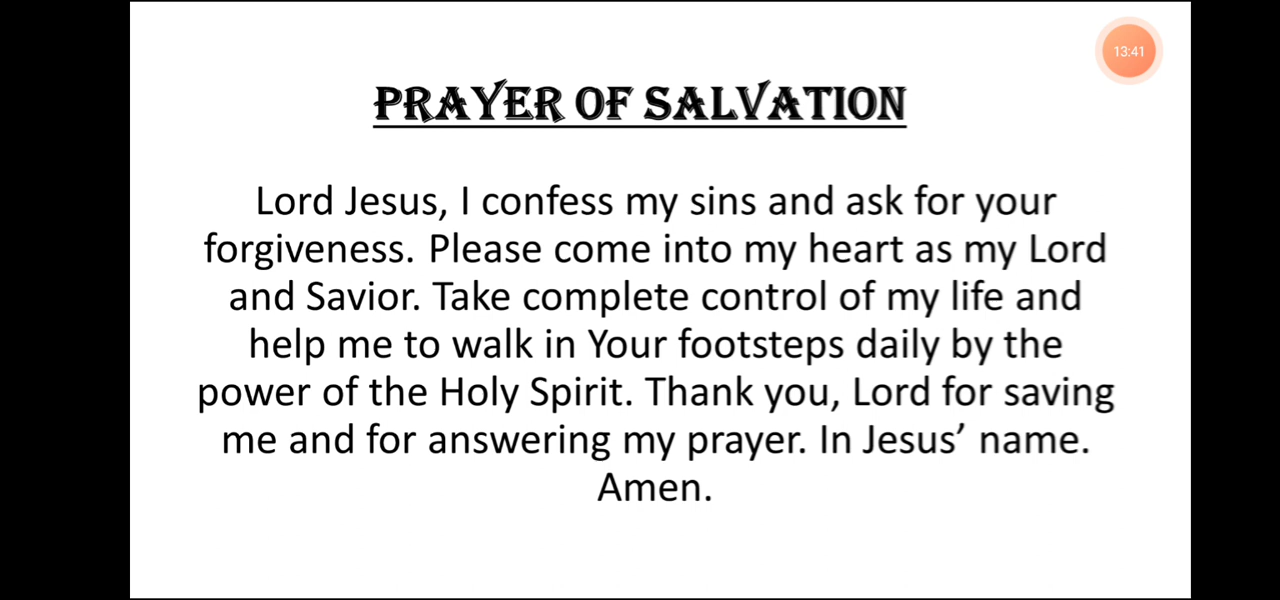 13:41
PRAYER OF SALVATION
Lord Jesus, I confess my sins and ask for your
forgiveness. Please come into my heart as my Lord
and Savior. Take complete control of my life and
help me to walk in Your footsteps daily by the
power of the Holy Spirit. Thank you, Lord for saving
me and for answering my prayer. In Jesus’ name.
Amen.